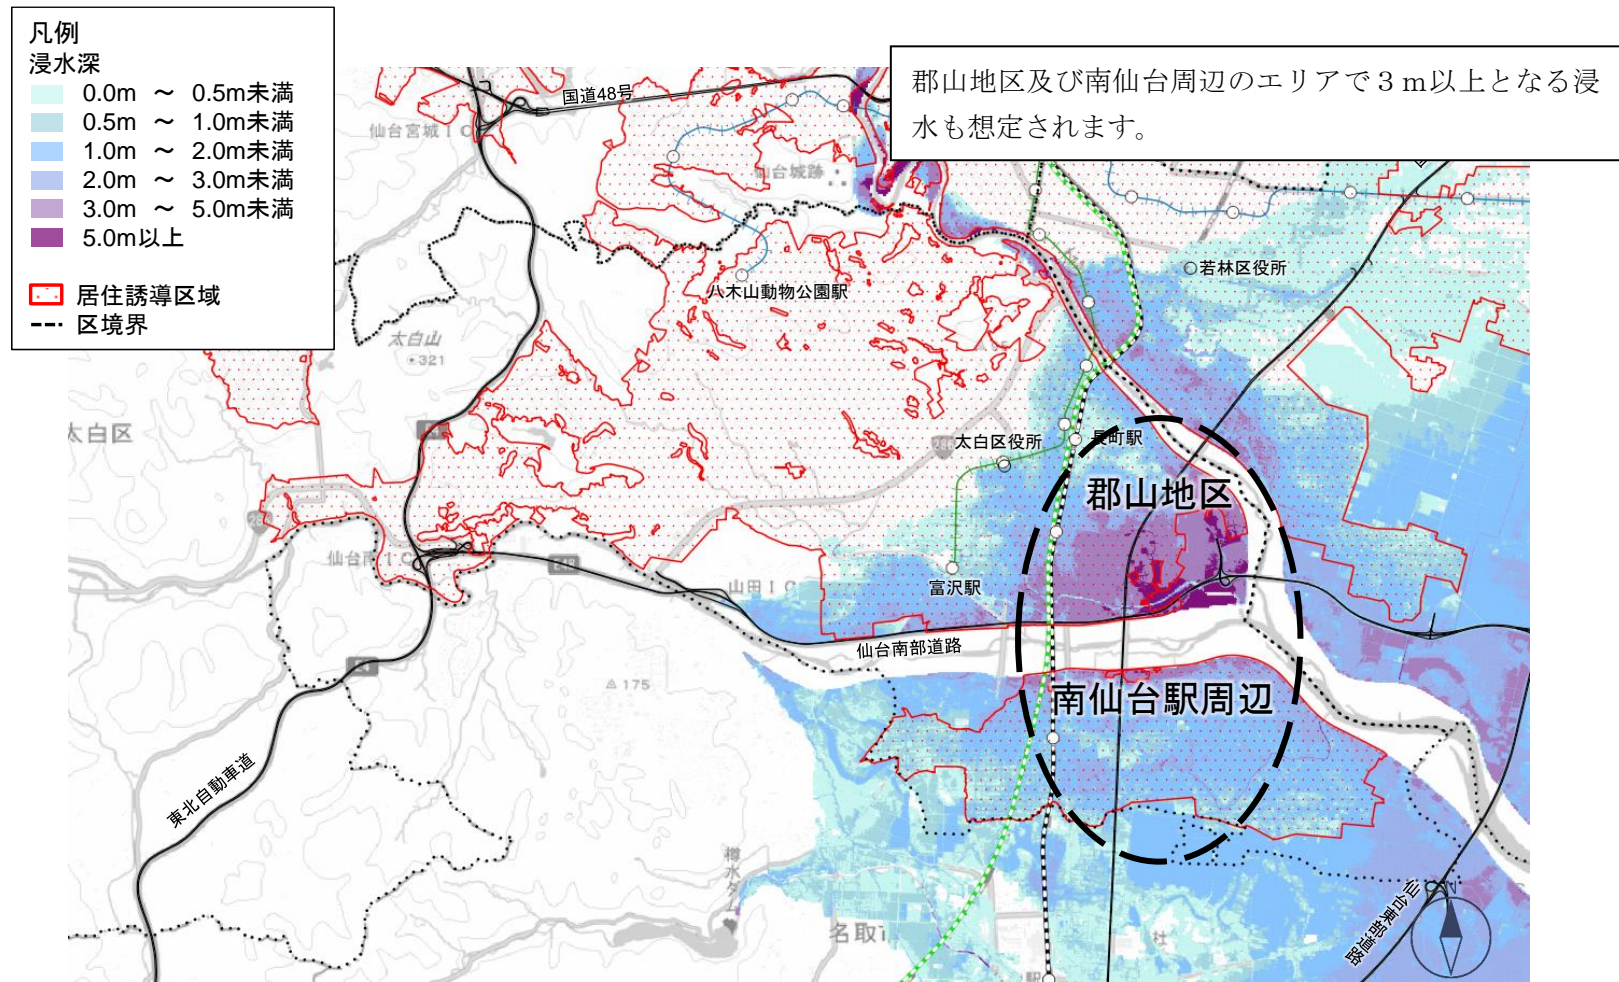 凡例
浸水深
0.0m ～ 0.5m未満
0.5m ～ 1.0m未満
1.0m ～ 2.0m未満
2.0m ～ 3.0m未満
3.0m ～ 5.0m未満
5.0m以上
居住誘導区域
区境界
郡山地区及び南仙台周辺のエリアで３ｍ以上となる浸
水も想定されます。
国道48号
仙台宮城ＩＣ
仙台城跡
若林区役所
八木山動物公園駅
太白山
321
太白区
太白区役所
長町駅
郡山地区
286
仙台南ＩＣ
山田ＩＣ
富沢駅
仙台南部道路
175
南仙台駅周辺
東北自動車道
樽水ダム
名取市
杜
仙台東部道路